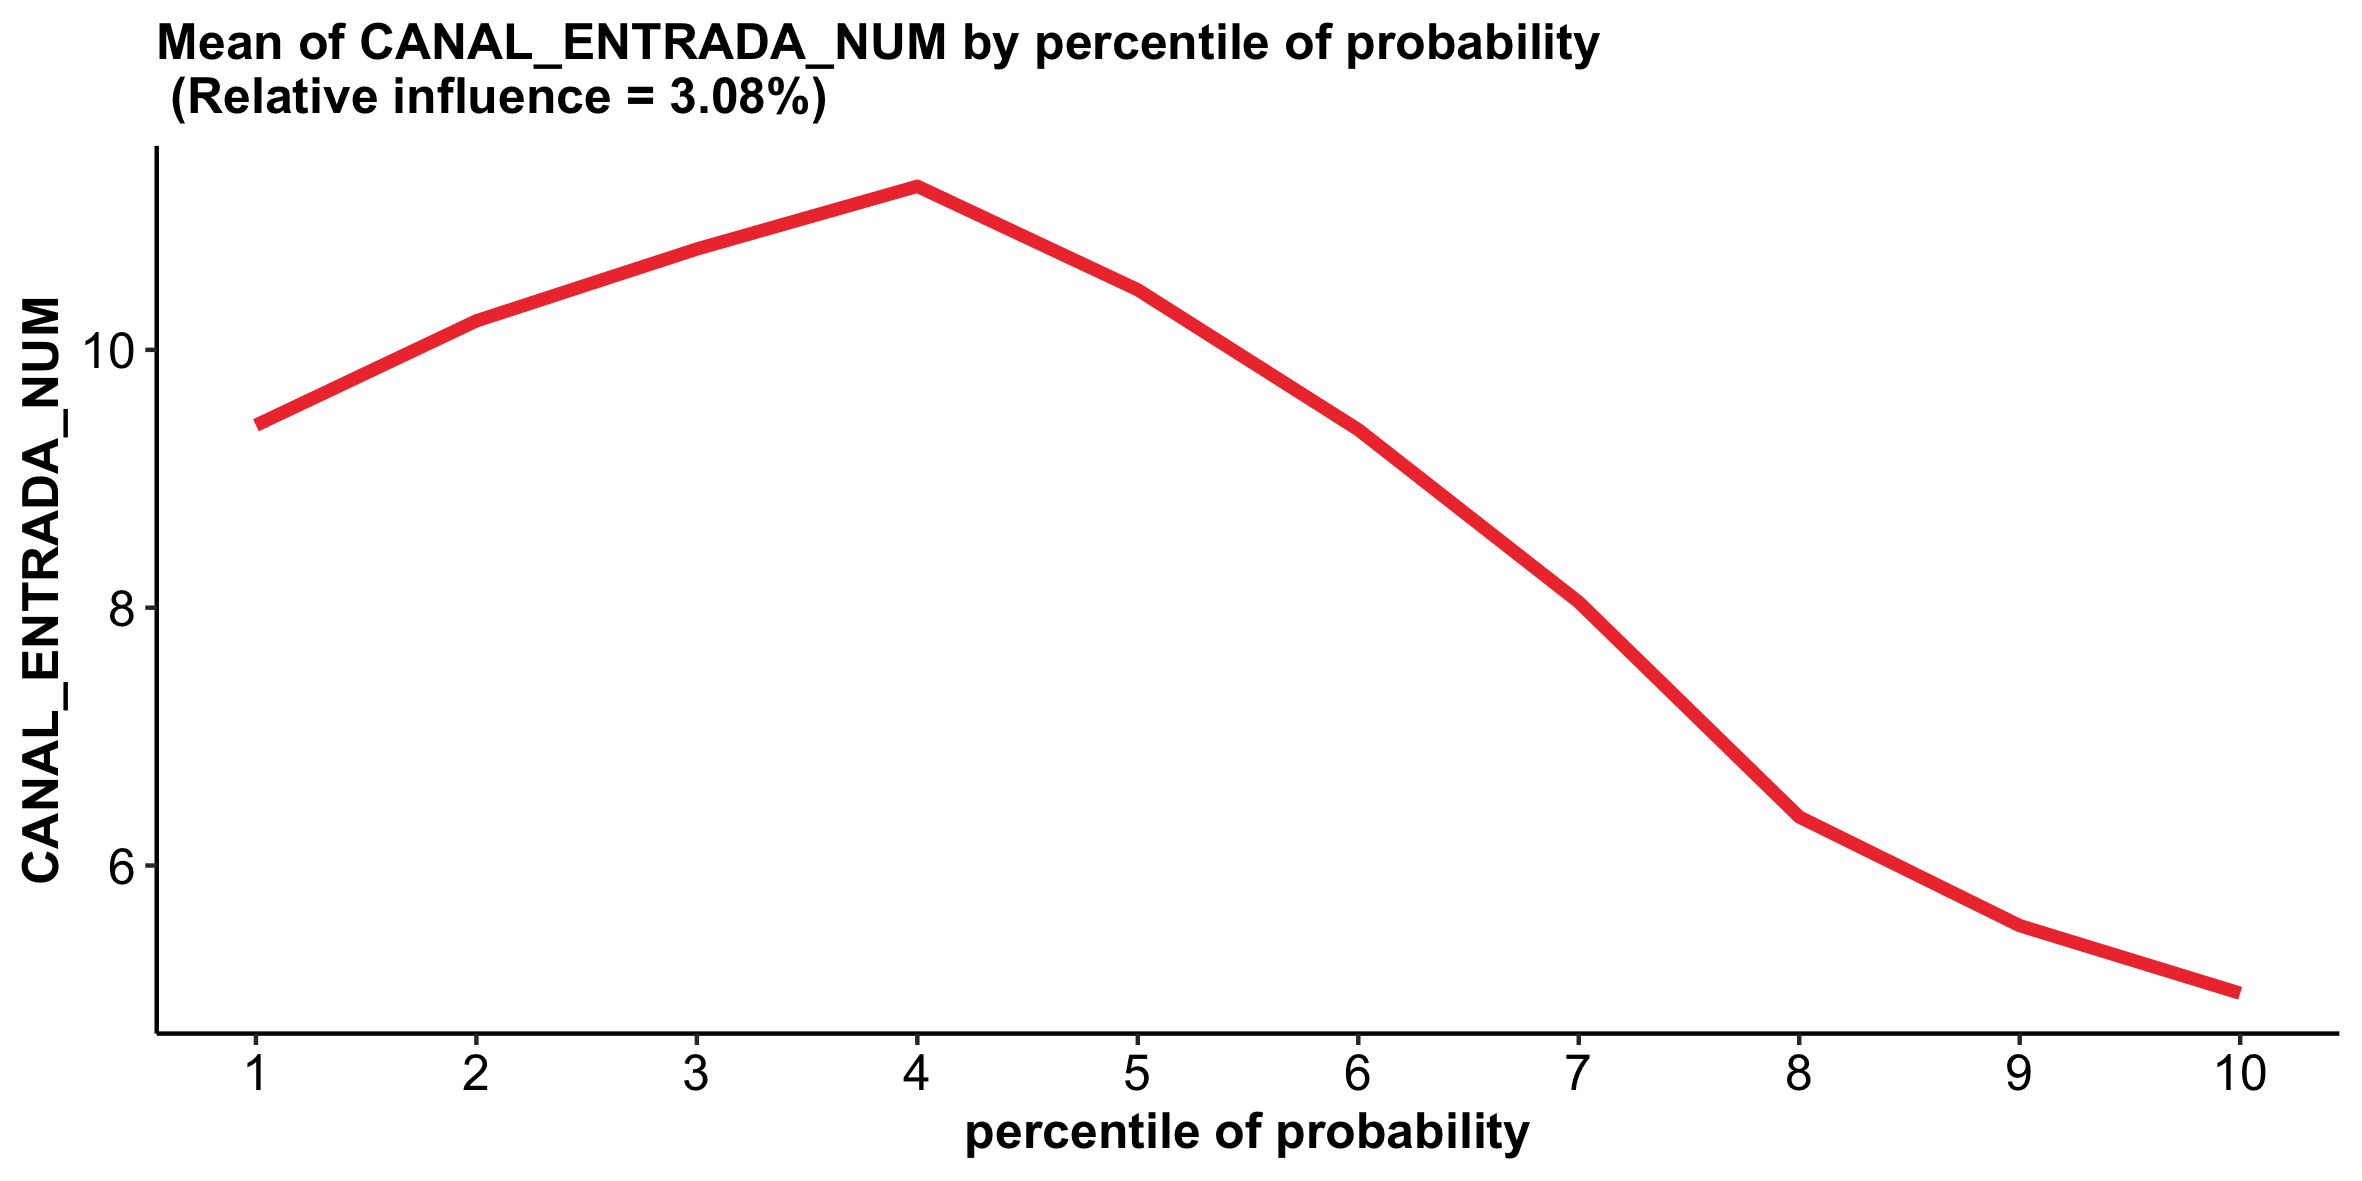 Mean of CANAL_ENTRADA_NUM by percentile of probability
(Relative influence = 3.08%)
CANAL_ENTRADA_NUM
10
8
6
1 2 3 4 5 6 7 8 9 10
percentile of probability